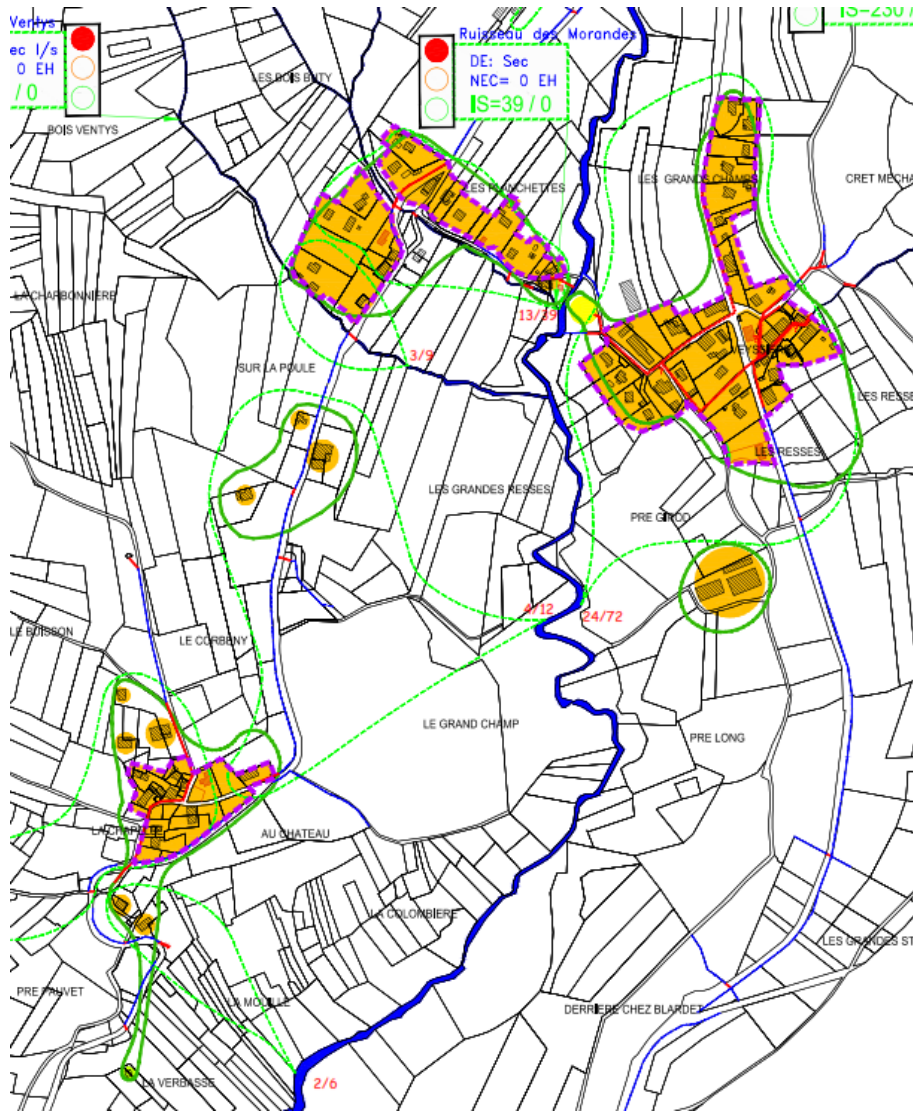 Ventys
ec l/s
0 EH
/ 0
Ruisseau des Morandes
DE: Sec
NEC= 0 EH
IS=39 / 0
IS=230 /
LES BOIS BUTY
BOIS VENTYS
LES PLANCHETTES
LES GRANDS CHAMPS
CRET MECHA
LA CHARBONNIERE
13/39
3/9
SUR LA POULE
VEYSSI
LES RESSE
LES RESSES
LES GRANDES RESSES
PRE GIROD
4/12
24/72
LE BUISSON
LE CORBENY
LE GRAND CHAMP
PRE LONG
LA CHAPELLE
AU CHATEAU
LA COLOMBIERE
LES GRANDES ST
PRE FAUVET
LA MOUILLE
DERRIERE CHEZ BLARDET
LA VERBASSE
2/6